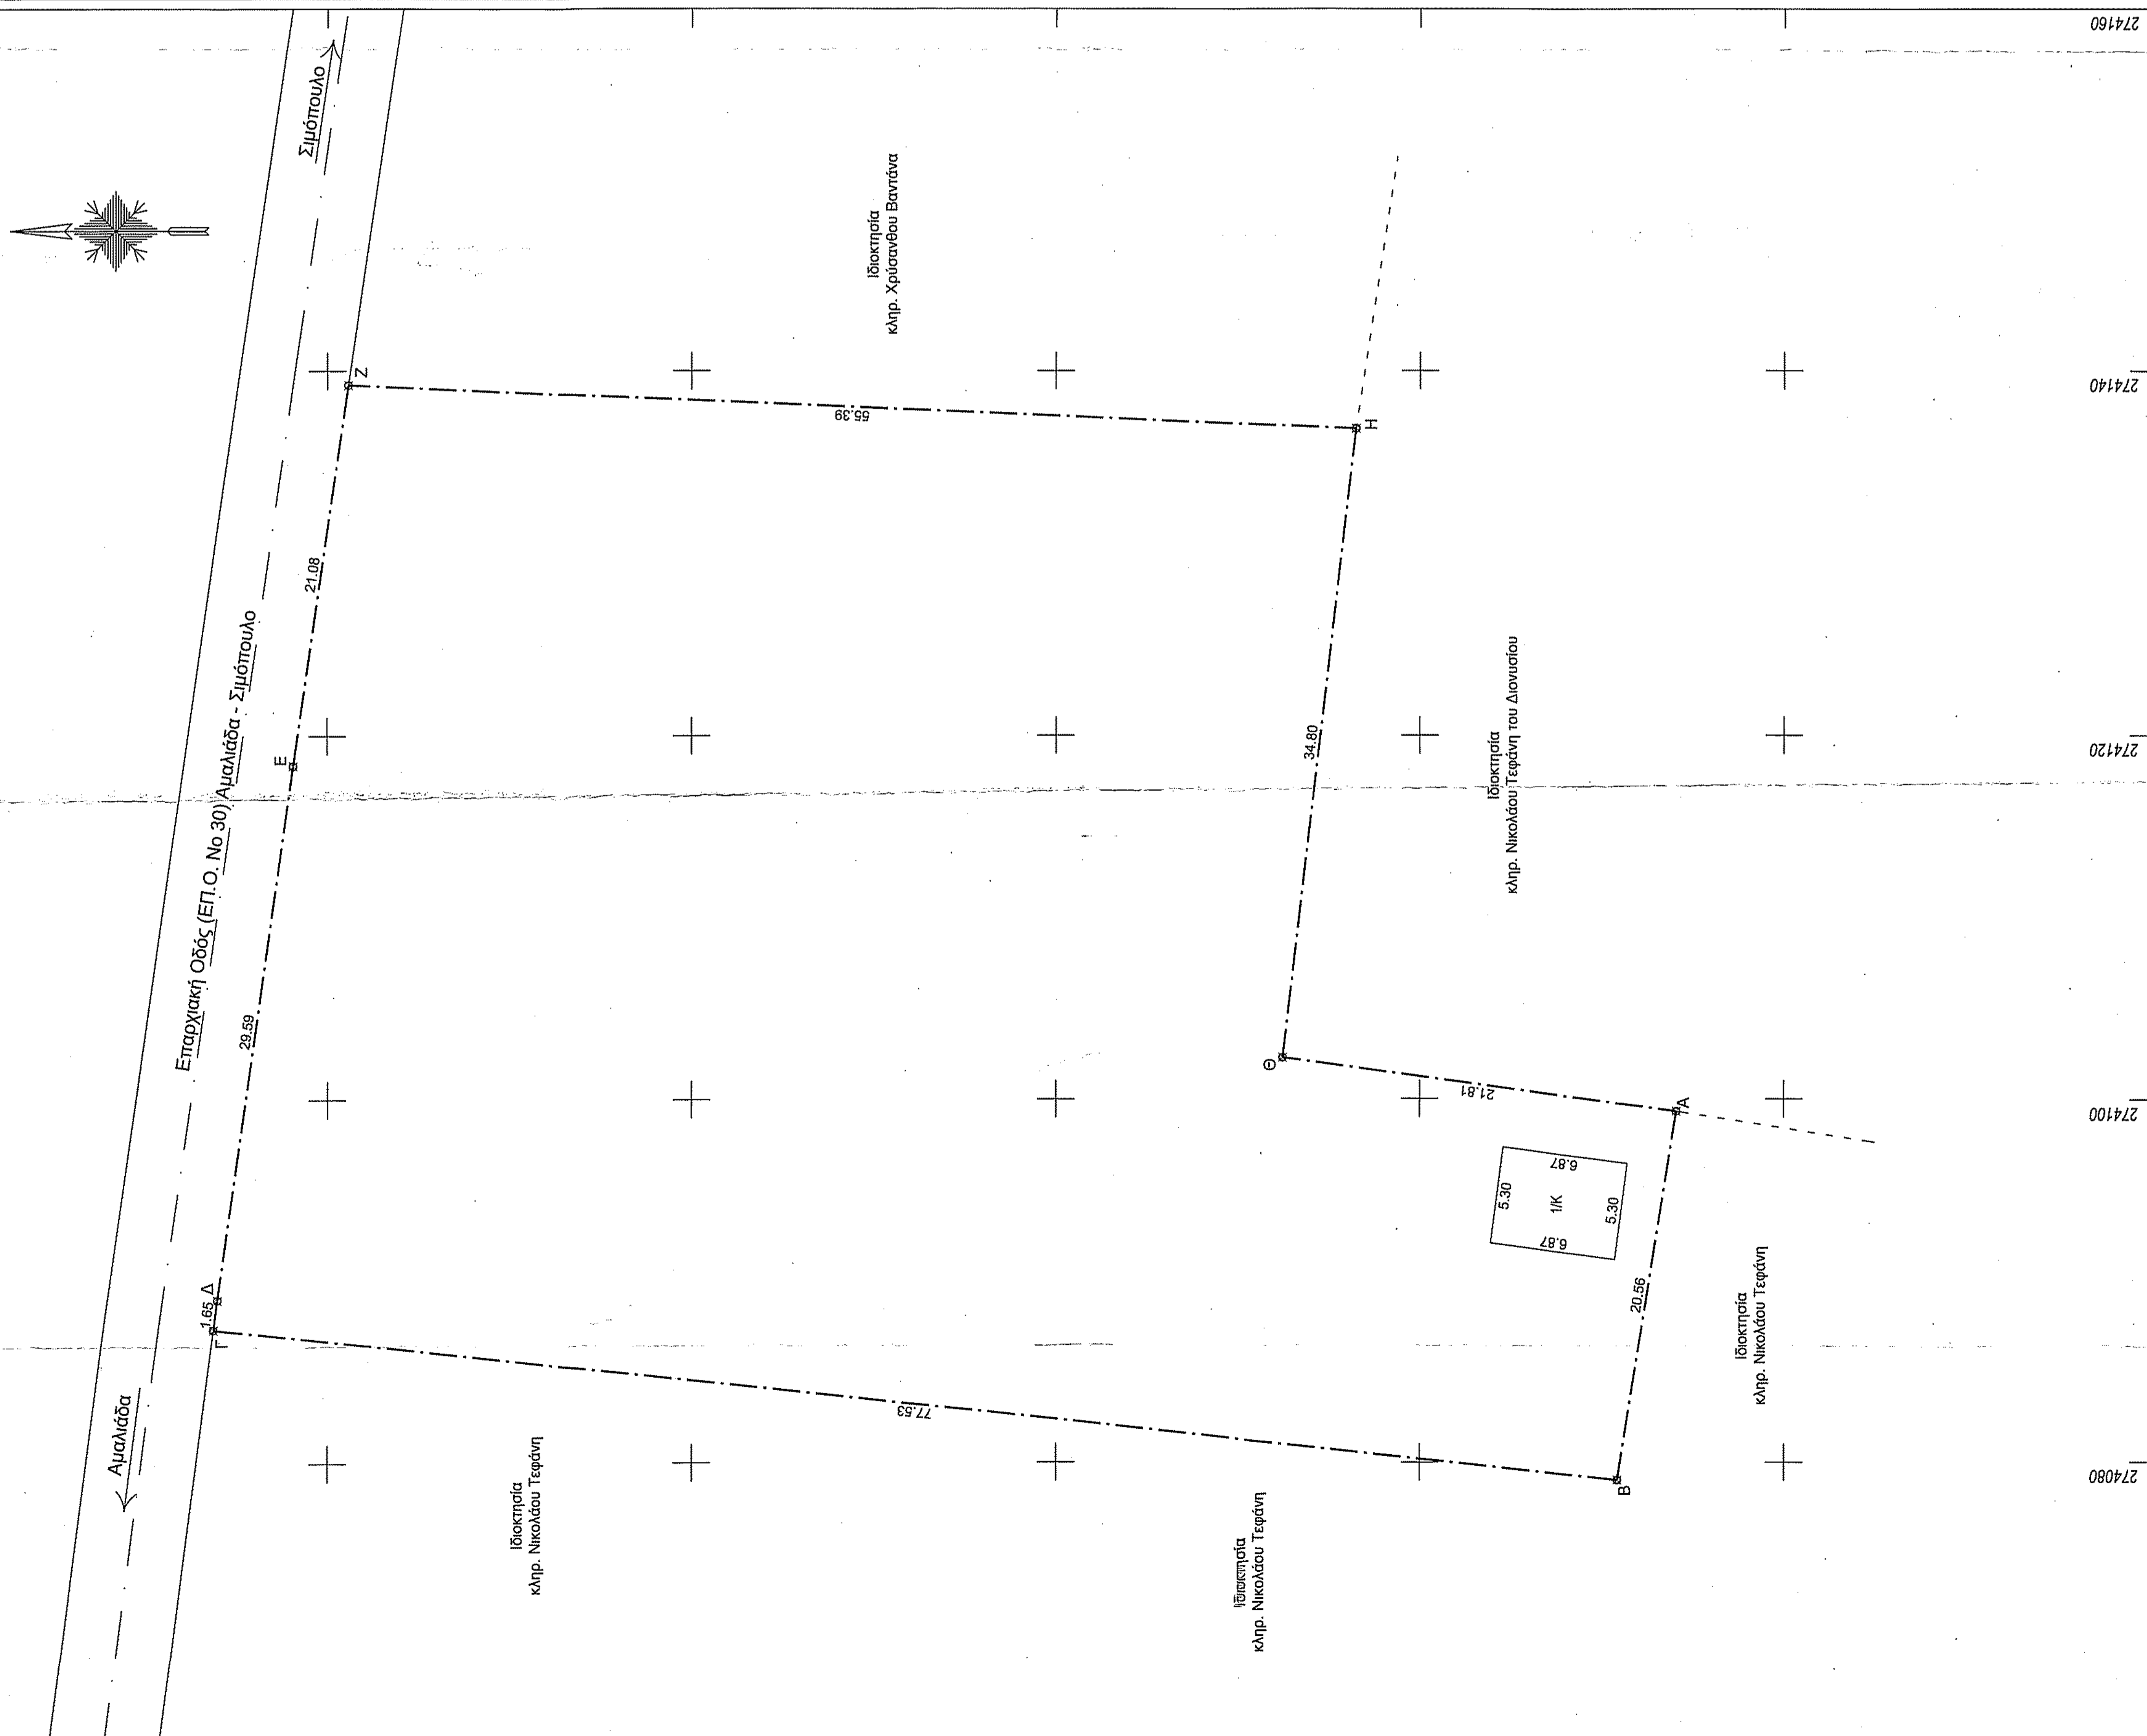 Αμαλιάδα
Επαρχιακή Οδός (ΕΠ.Ο. Νο 30) Αμαλιάδα - Σιμόπουλο
Σιμόπουλο
Γ
1.65
Δ
29.59
Ε
21.08
Ζ
55.39
Η
34.80
Θ
21.81
Α
20.56
Β
77.53
5.30
6.87
1/Κ
6.87
5.30
Ιδιοκτησία
κληρ. Χρύσανθου Βαντάνα
Ιδιοκτησία
κληρ. Νικολάου Τεφάνη του Διονυσίου
Ιδιοκτησία
κληρ. Νικολάου Τεφάνη
Ιδιοκτησία
κληρ. Νικολάου Τεφάνη
Ιδιοκτησία
κληρ. Νικολάου Τεφάνη
274080
274100
274120
274140
274160